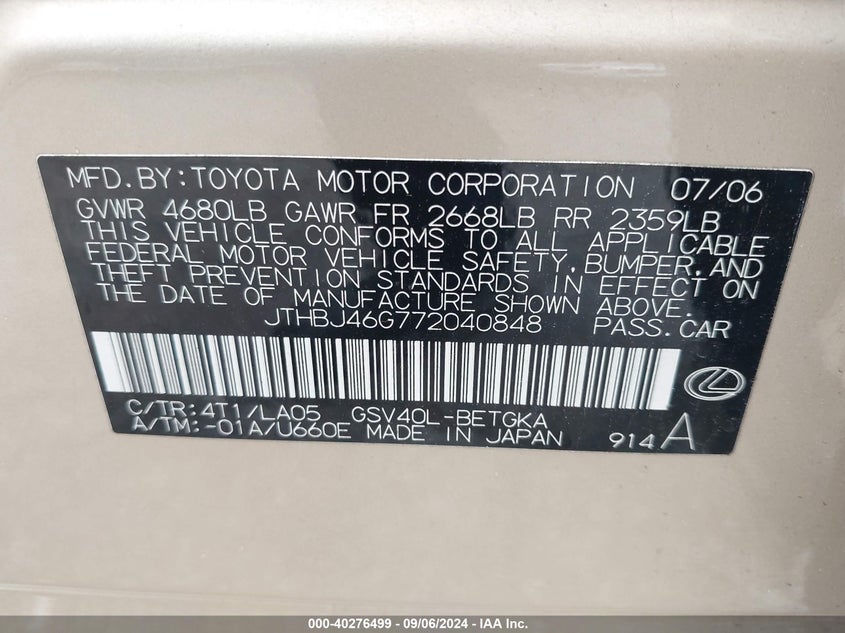 MFD.BY:TOYOTA MOTOR CORPORATION 07/06
GVWR 4680LB GAWR FR 2668LB RR 2359LB
THIS VEHICLE CONFORMS TO ALL APPLICABLE
FEDERAL MOTOR VEHICLE SAFETY,BUMPER,AND
THEFT PREVENTION STANDARDS IN EFFECT ON
THE DATE OF MANUFACTURE SHOWN ABOVE.
JTHBJ46G772040848 PASS.CAR
C/TR:4T1/LA05 GSV40L-BETGKA
A/TM:-01A/U660E MADE IN JAPAN 914 A
000-40276499 - 09/06/2024 - IAA Inc.